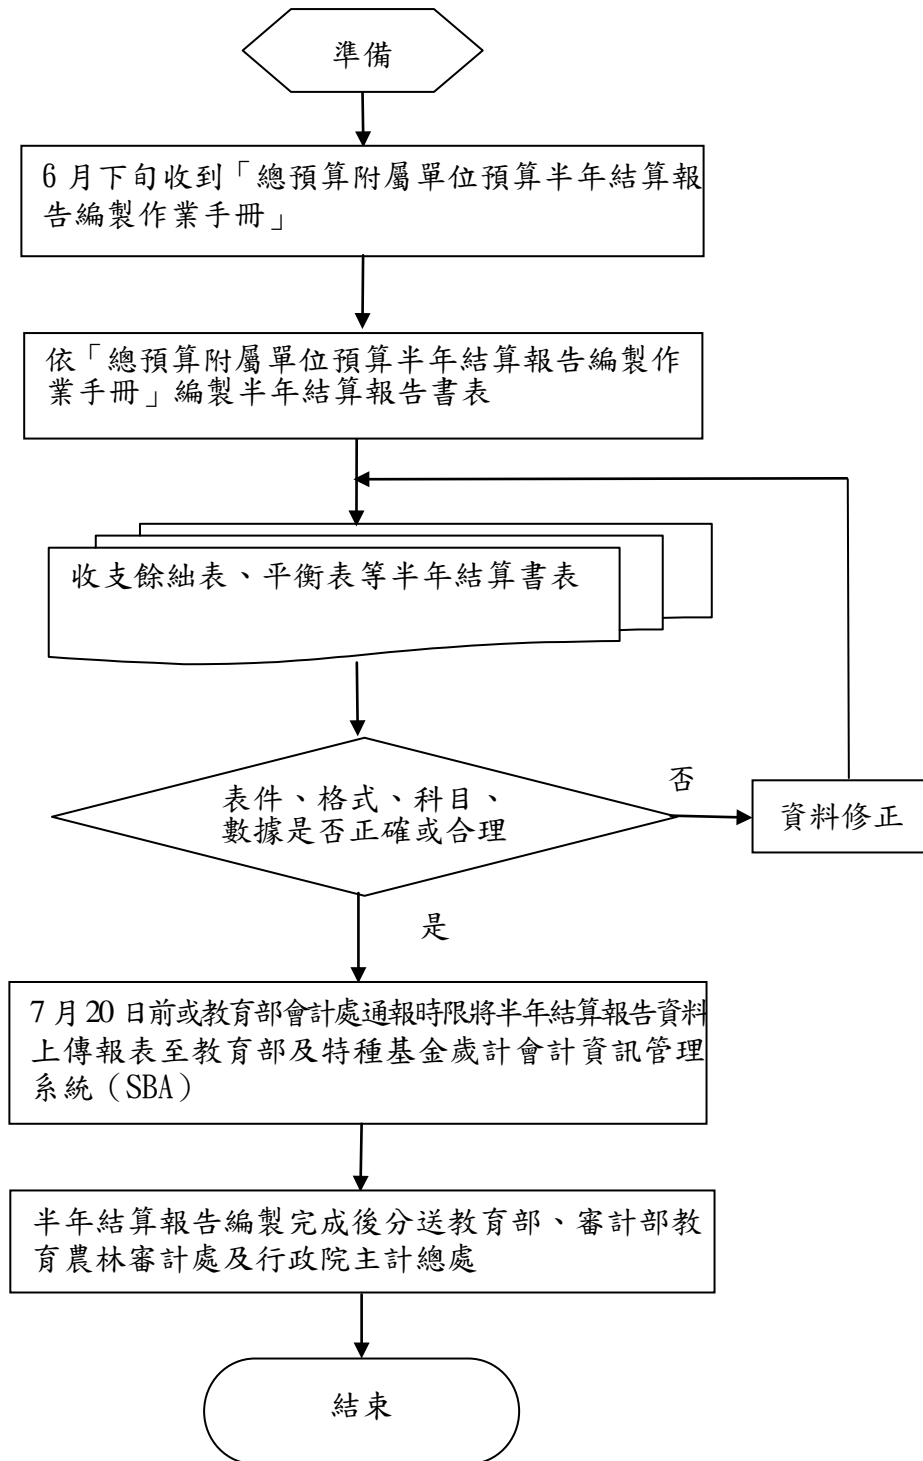 準備
6 月下旬收到「總預算附屬單位預算半年結算報
告編製作業手冊」
依「總預算附屬單位預算半年結算報告編製作
業手冊」編製半年結算報告書表
收支餘絀表、平衡表等半年結算書表
表件、格式、科目、
數據是否正確或合理
否
資料修正
是
7 月 20 日前或教育部會計處通報時限將半年結算報告資料
上傳報表至教育部及特種基金歲計會計資訊管理
系統（SBA）
半年結算報告編製完成後分送教育部、審計部教
育農林審計處及行政院主計總處
結束